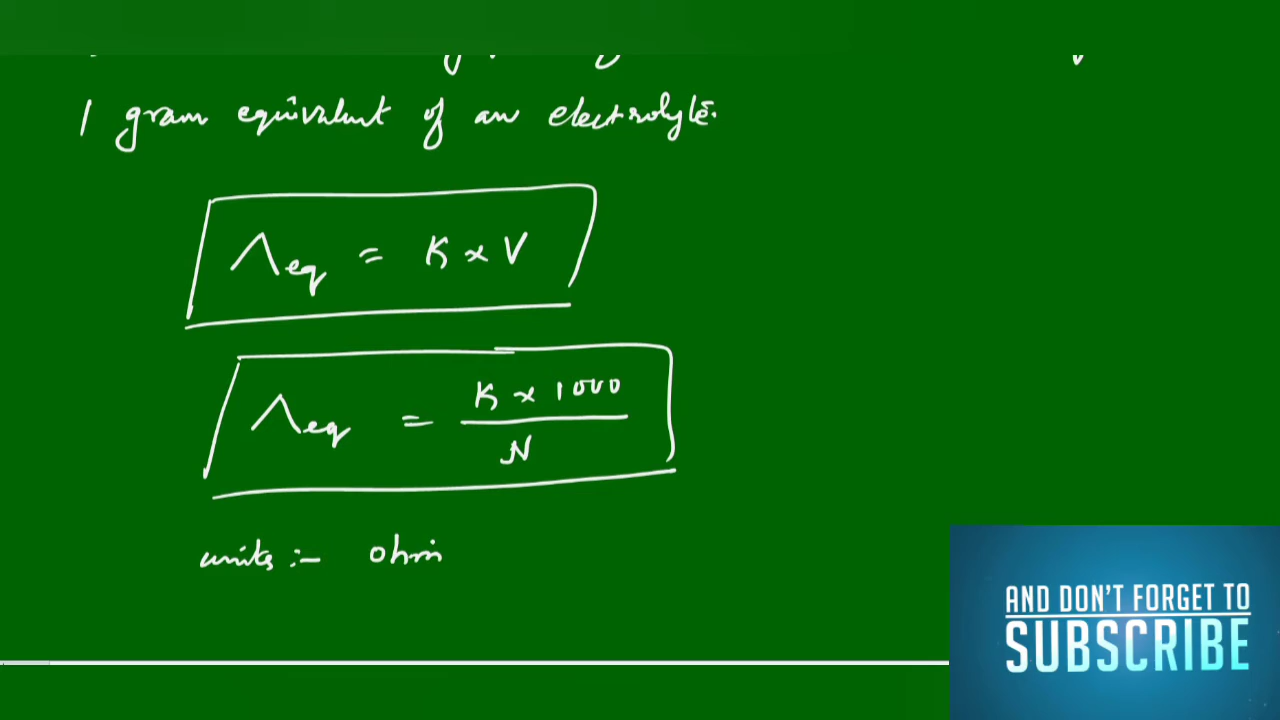 1 gram equivalent of an electrolyte.
Λeq = K × V
Λeq = K × 1000 / N
units :- ohm
AND DON'T FORGET TO
SUBSCRIBE